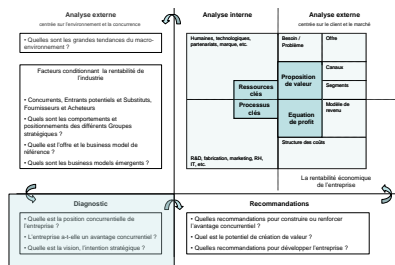 Analyse externe
centrée sur l'environnement et la concurrence
• Quelles sont les grandes tendances du macro-
environnement ?
Facteurs conditionnant la rentabilité de
l'industrie
• Concurrents, Entrants potentiels et Substituts,
Fournisseurs et Acheteurs
• Quels sont les comportements et
positionnements des différents Groupes
stratégiques ?
• Quelle est l'offre et le business model de
référence ?
• Quels sont les business models émergents ?
Analyse interne
Analyse externe
centrée sur le client et le marché
Humaines, technologiques,
partenariats, marque, etc.
Besoin /
Problème
Offre
Canaux
Proposition
de valeur
Segments
Ressources
clés
Processus
clés
Equation
de profit
Modèle de
revenu
Structure des coûts
R&D, fabrication, marketing, RH,
IT, etc.
La rentabilité économique
de l'entreprise
Diagnostic
• Quelle est la position concurrentielle de
l'entreprise ?
• L'entreprise a-t-elle un avantage concurrentiel ?
• Quelle est la vision, l'intention stratégique ?
Recommandations
• Quelles recommandations pour construire ou renforcer
l'avantage concurrentiel ?
• Quel est le potentiel de création de valeur ?
• Quelles recommandations pour développer l'entreprise ?